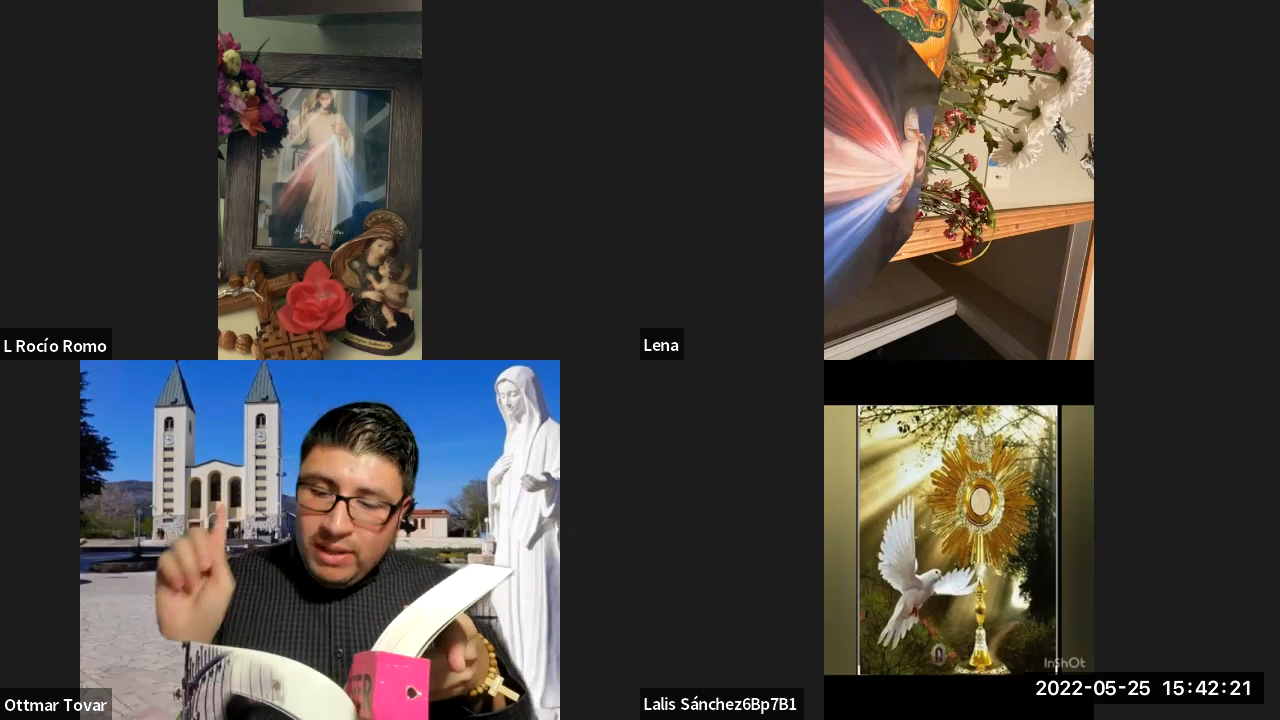 L Rocío Romo
Lena
Ottmar Tovar
Lalis Sánchez6Bp7B1
InShOt
2022-05-25 15:42:21